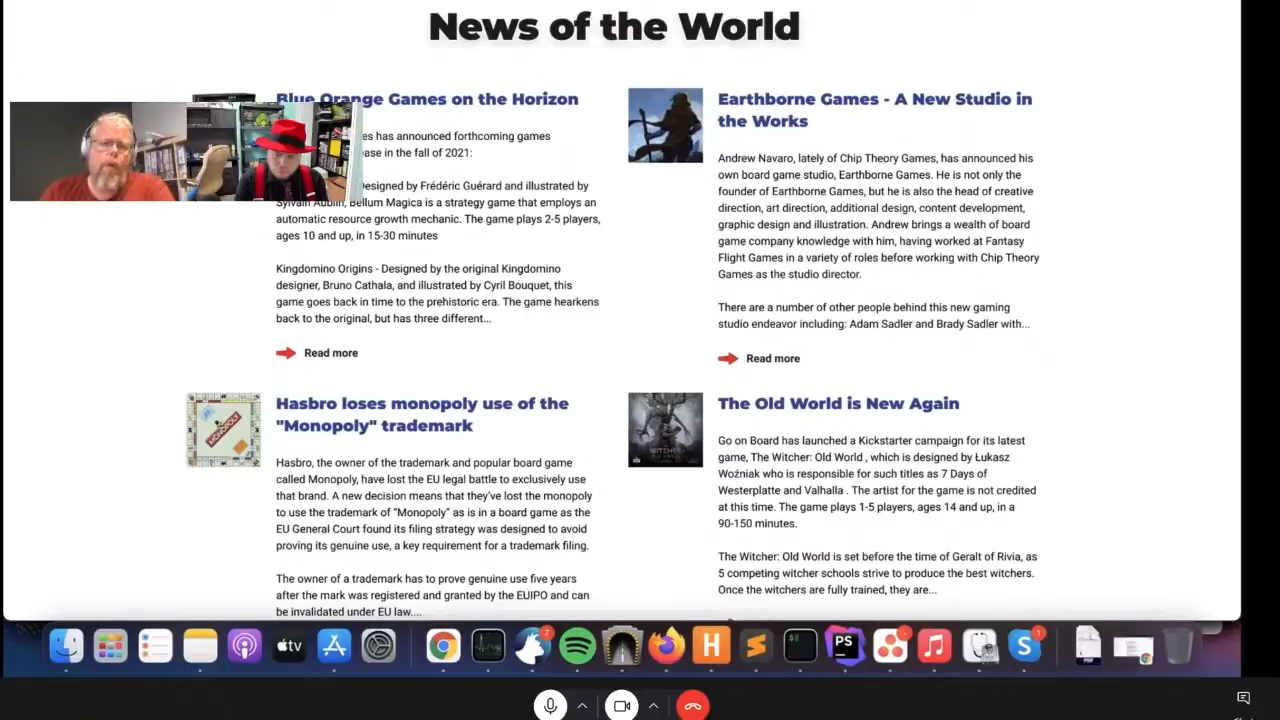 News of the World
Blue Orange Games on the Horizon
es has announced forthcoming games
ease in the fall of 2021:
Designed by Frédéric Guérard and illustrated by
Sylvain Aublin, Bellum Magica is a strategy game that employs an
automatic resource growth mechanic. The game plays 2-5 players,
ages 10 and up, in 15-30 minutes
Kingdomino Origins - Designed by the original Kingdomino
designer, Bruno Cathala, and illustrated by Cyril Bouquet, this
game goes back in time to the prehistoric era. The game hearkens
back to the original, but has three different...
Read more
Earthborne Games - A New Studio in
the Works
Andrew Navaro, lately of Chip Theory Games, has announced his
own board game studio, Earthborne Games. He is not only the
founder of Earthborne Games, but he is also the head of creative
direction, art direction, additional design, content development,
graphic design and illustration. Andrew brings a wealth of board
game company knowledge with him, having worked at Fantasy
Flight Games in a variety of roles before working with Chip Theory
Games as the studio director.
There are a number of other people behind this new gaming
studio endeavor including: Adam Sadler and Brady Sadler with...
Read more
MONOPOLY
Hasbro loses monopoly use of the
"Monopoly" trademark
Hasbro, the owner of the trademark and popular board game
called Monopoly, have lost the EU legal battle to exclusively use
that brand. A new decision means that they've lost the monopoly
to use the trademark of "Monopoly" as is in a board game as the
EU General Court found its filing strategy was designed to avoid
proving its genuine use, a key requirement for a trademark filing.
The owner of a trademark has to prove genuine use five years
after the mark was registered and granted by the EUIPO and can
be invalidated under EU law....
WITCHER
The Old World is New Again
Go on Board has launched a Kickstarter campaign for its latest
game, The Witcher: Old World , which is designed by Łukasz
Woźniak who is responsible for such titles as 7 Days of
Westerplatte and Valhalla . The artist for the game is not credited
at this time. The game plays 1-5 players, ages 14 and up, in a
90-150 minutes.
The Witcher: Old World is set before the time of Geralt of Rivia, as
5 competing witcher schools strive to produce the best witchers.
Once the witchers are fully trained, they are...
tv
7
H
$
PS
S
1
PDF